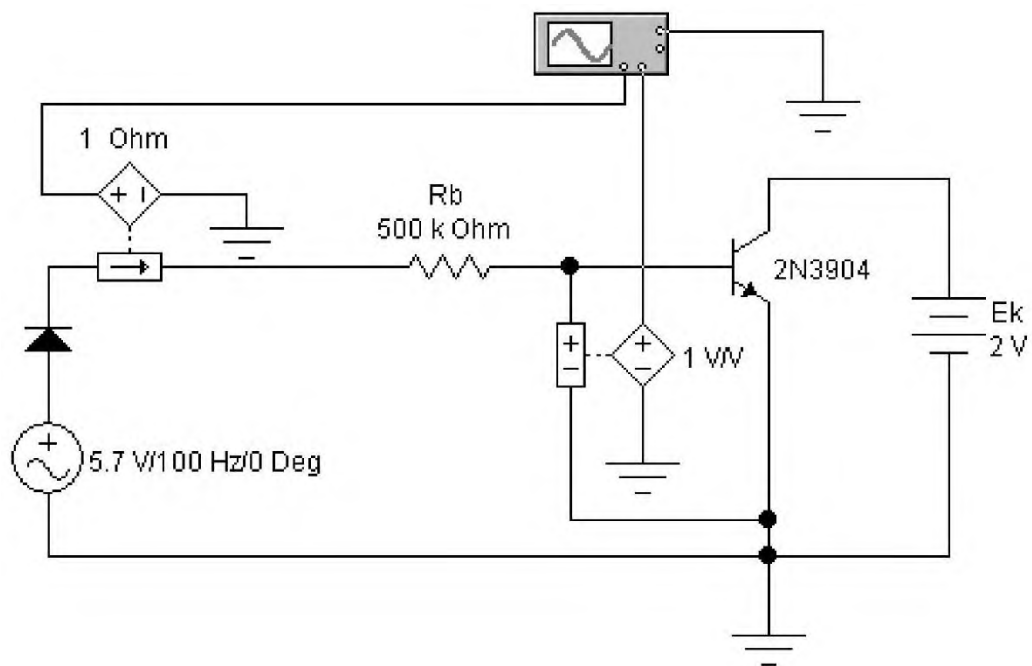 1 Ohm
Rb
500 k Ohm
2N3904
Ek
2 V
1 V/V
5.7 V/100 Hz/0 Deg